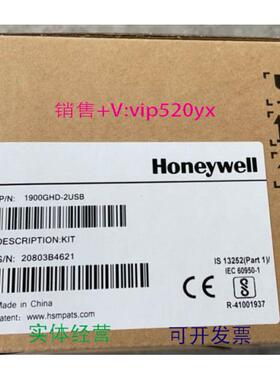 销售+V:vip520yx
P/N: 1900GHD-2USB
Honeywell
DESCRIPTION:KIT
S/N: 20803B4621
IS 13252(Part 1)/
IEC 60950-1
R-41001937
Made in China
Patent: www.hsmpats.com
实体经营
可开发票